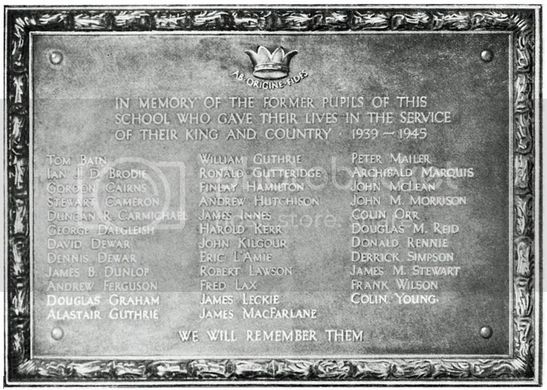 AB·ORIGINE·FIDUS
IN MEMORY OF THE FORMER PUPILS OF THIS
SCHOOL WHO GAVE THEIR LIVES IN THE SERVICE
OF THEIR KING AND COUNTRY · 1939 — 1945
TOM BAIN
IAN J. D. BRODIE
GORDON CAIRNS
STEWART CAMERON
DUNCAN R. CARMICHAEL
GEORGE DALGLEISH
DAVID DEWAR
DENNIS DEWAR
JAMES B. DUNLOP
ANDREW FERGUSON
DOUGLAS GRAHAM
ALASTAIR GUTHRIE
WILLIAM GUTHRIE
RONALD GUTTERIDGE
FINLAY HAMILTON
ANDREW HUTCHISON
JAMES INNES
HAROLD KERR
JOHN KILGOUR
ERIC L'AMIE
ROBERT LAWSON
FRED LAX
JAMES LECKIE
JAMES MACFARLANE
PETER MAILER
ARCHIBALD MARQUIS
JOHN MCLEAN
JOHN M. MORRISON
COLIN ORR
DOUGLAS M. REID
DONALD RENNIE
DERRICK SIMPSON
JAMES M. STEWART
FRANK WILSON
COLIN YOUNG
WE WILL REMEMBER THEM